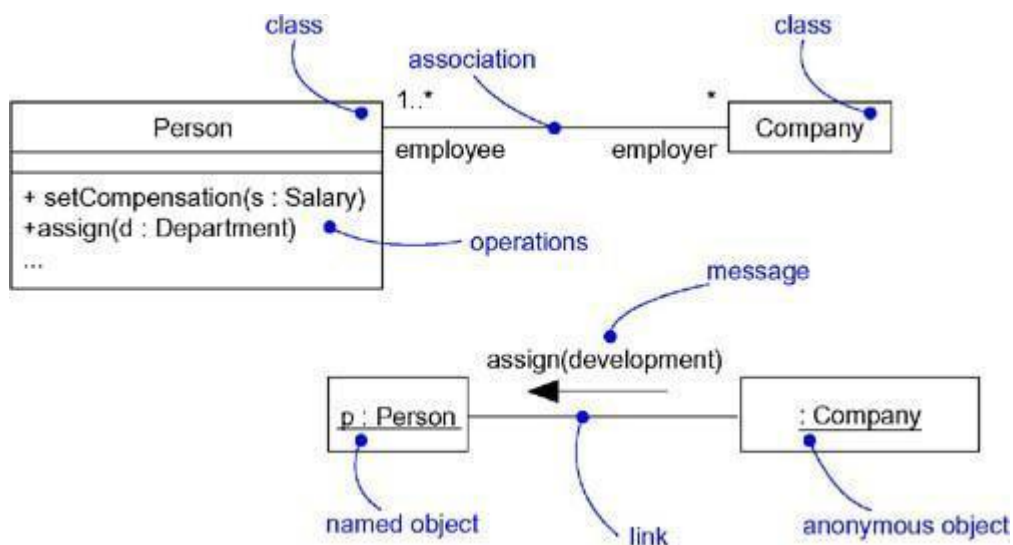 class
class
association
1..*
*
Person
Company
employee
employer
+ setCompensation(s : Salary)
+assign(d : Department)
...
operations
message
assign(development)
p : Person
: Company
named object
link
anonymous object